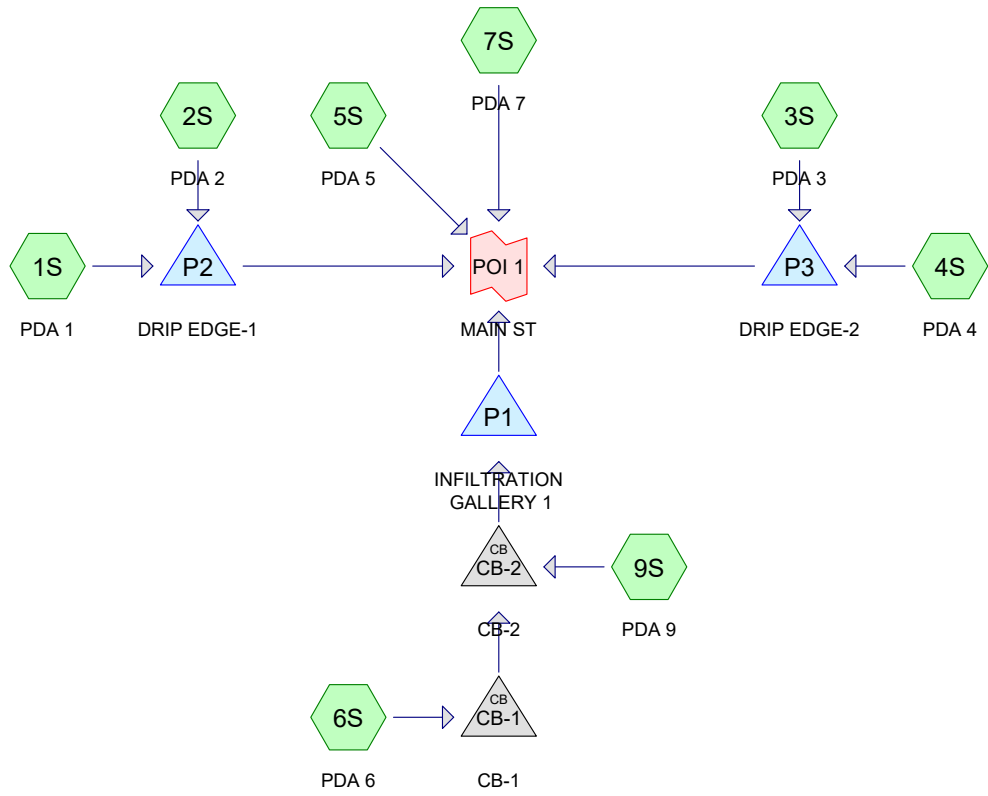 7S
PDA 7
2S
PDA 2
5S
PDA 5
3S
PDA 3
1S
PDA 1
P2
DRIP EDGE-1
POI 1
MAIN ST
P3
DRIP EDGE-2
4S
PDA 4
P1
INFILTRATION
GALLERY 1
CB
CB-2
CB-2
9S
PDA 9
6S
PDA 6
CB
CB-1
CB-1